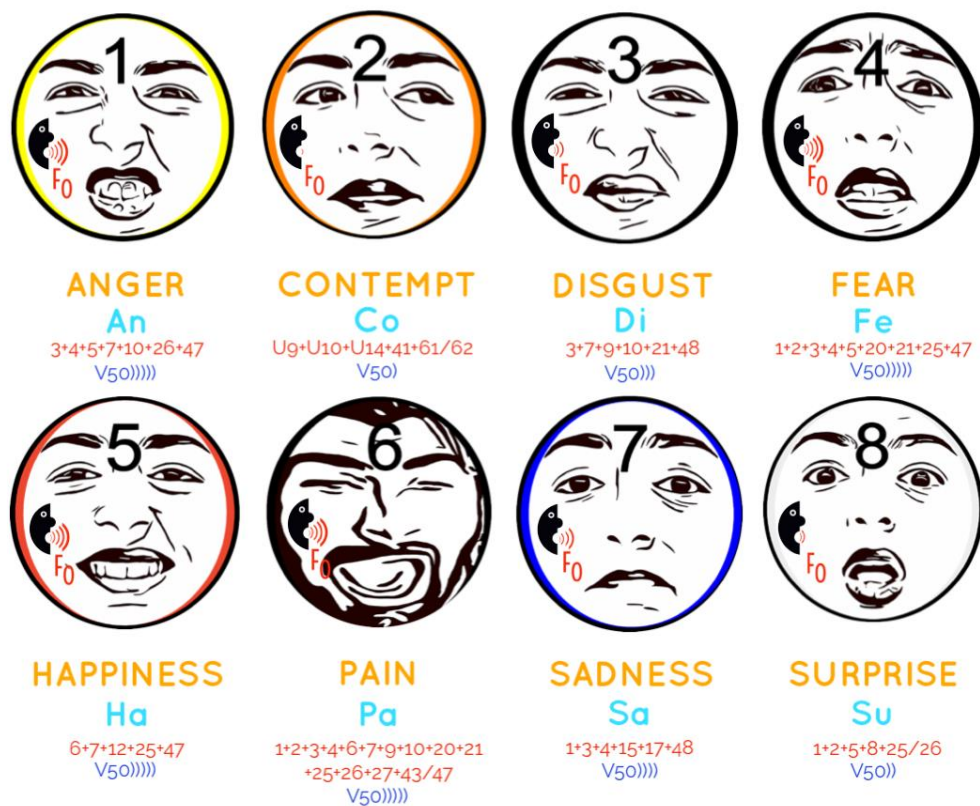 1
F0
2
F0
3
F0
4
F0
ANGER
An
3+4+5+7+10+26+47
V50)))))
CONTEMPT
Co
U9+U10+U14+41+61/62
V50)
DISGUST
Di
3+7+9+10+21+48
V50)))
FEAR
Fe
1+2+3+4+5+20+21+25+47
V50)))))
5
F0
6
F0
7
F0
8
F0
HAPPINESS
Ha
6+7+12+25+47
V50)))))
PAIN
Pa
1+2+3+4+6+7+9+10+20+21
+25+26+27+43/47
V50)))))
SADNESS
Sa
1+3+4+15+17+48
V50))))
SURPRISE
Su
1+2+5+8+25/26
V50))